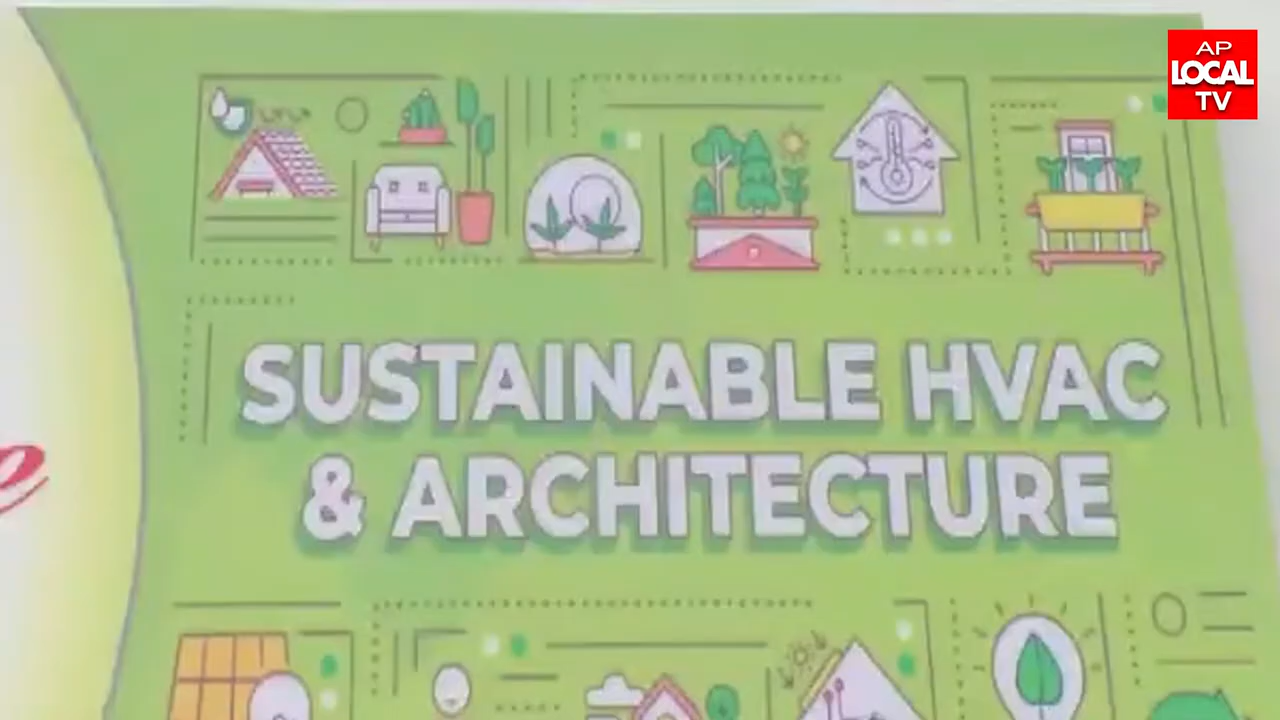 AP
LOCAL
TV
SUSTAINABLE HVAC
& ARCHITECTURE
e